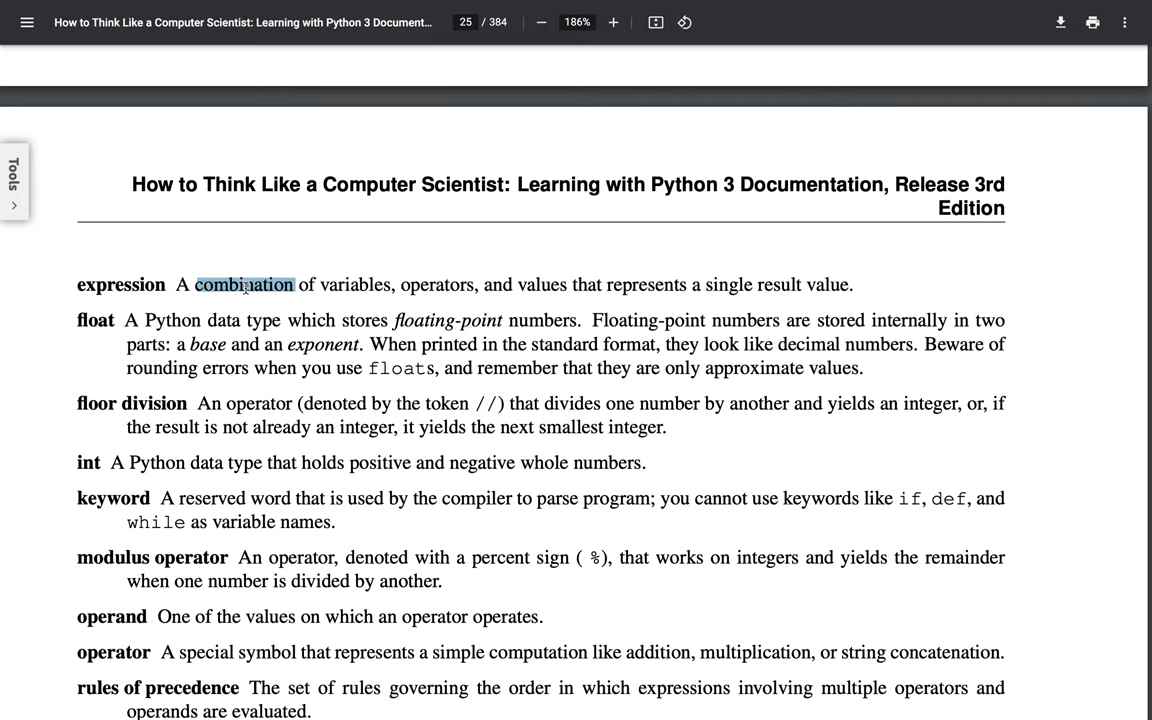 How to Think Like a Computer Scientist: Learning with Python 3 Document... 25 / 384 186%
Tools
How to Think Like a Computer Scientist: Learning with Python 3 Documentation, Release 3rd
Edition
expression A combination of variables, operators, and values that represents a single result value.
float A Python data type which stores floating-point numbers. Floating-point numbers are stored internally in two
parts: a base and an exponent. When printed in the standard format, they look like decimal numbers. Beware of
rounding errors when you use floats, and remember that they are only approximate values.
floor division An operator (denoted by the token //) that divides one number by another and yields an integer, or, if
the result is not already an integer, it yields the next smallest integer.
int A Python data type that holds positive and negative whole numbers.
keyword A reserved word that is used by the compiler to parse program; you cannot use keywords like if, def, and
while as variable names.
modulus operator An operator, denoted with a percent sign ( %), that works on integers and yields the remainder
when one number is divided by another.
operand One of the values on which an operator operates.
operator A special symbol that represents a simple computation like addition, multiplication, or string concatenation.
rules of precedence The set of rules governing the order in which expressions involving multiple operators and
operands are evaluated.